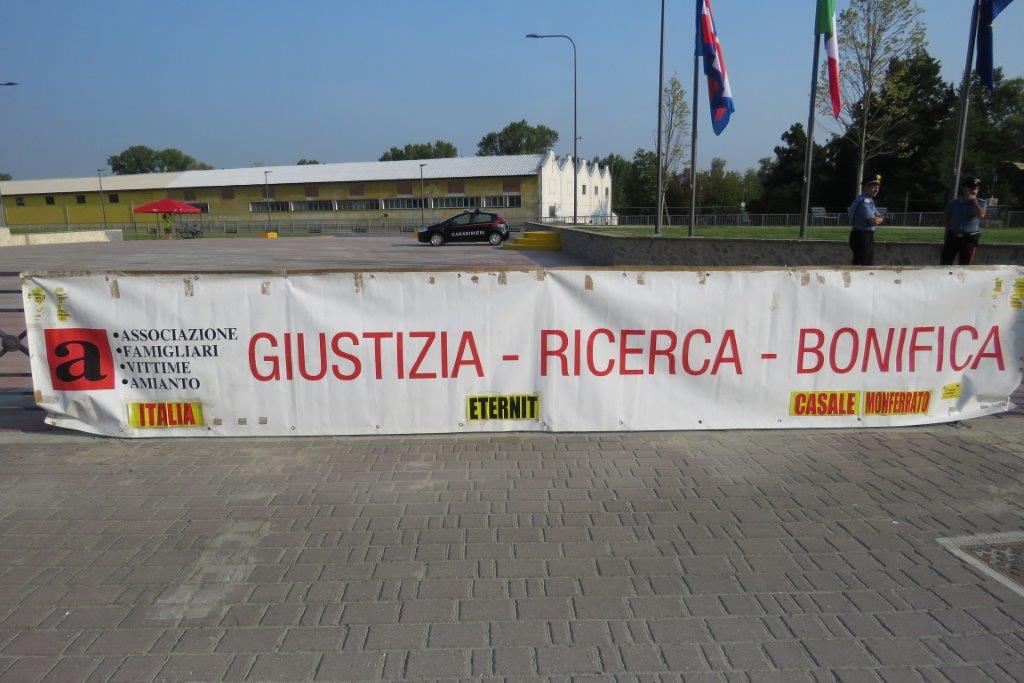 a
ASSOCIAZIONE
FAMIGLIARI
VITTIME
AMIANTO
GIUSTIZIA - RICERCA - BONIFICA
ITALIA
ETERNIT
CASALE MONFERRATO
CARABINIERI